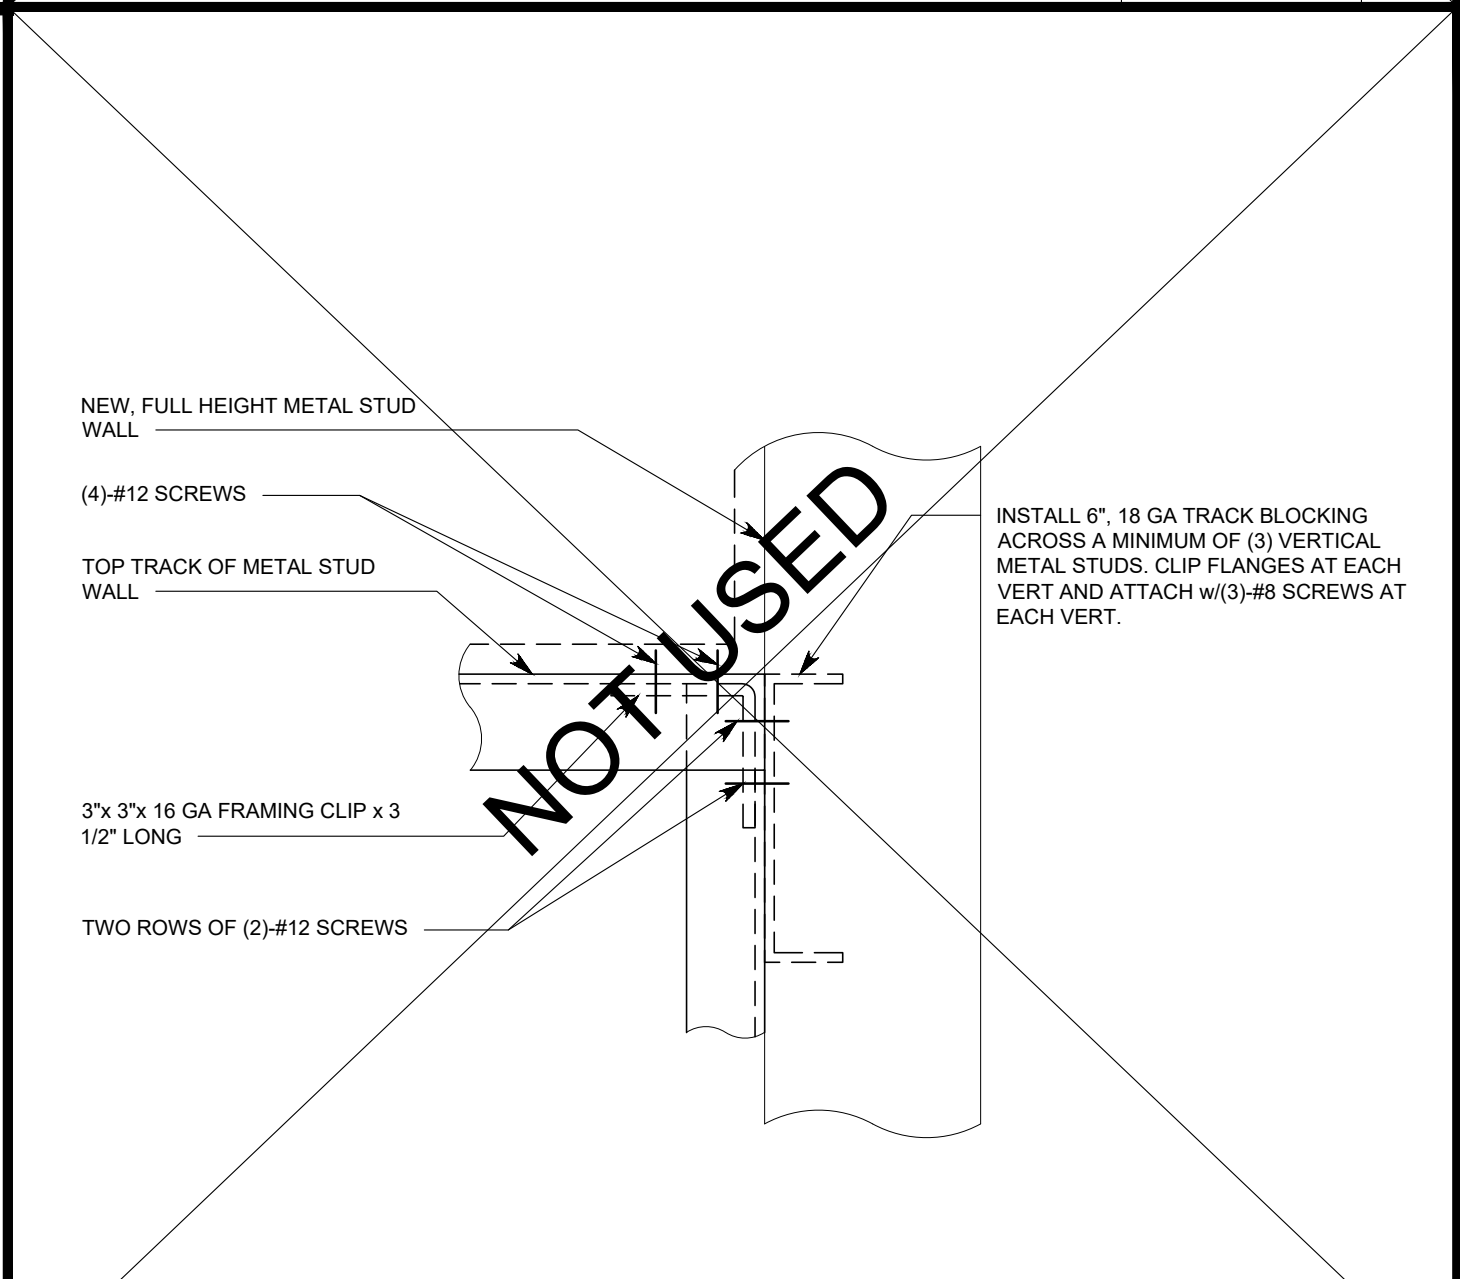 NEW, FULL HEIGHT METAL STUD
WALL
(4)-#12 SCREWS
TOP TRACK OF METAL STUD
WALL
3"x 3"x 16 GA FRAMING CLIP x 3
1/2" LONG
TWO ROWS OF (2)-#12 SCREWS
NOT USED
INSTALL 6", 18 GA TRACK BLOCKING
ACROSS A MINIMUM OF (3) VERTICAL
METAL STUDS. CLIP FLANGES AT EACH
VERT AND ATTACH w/(3)-#8 SCREWS AT
EACH VERT.